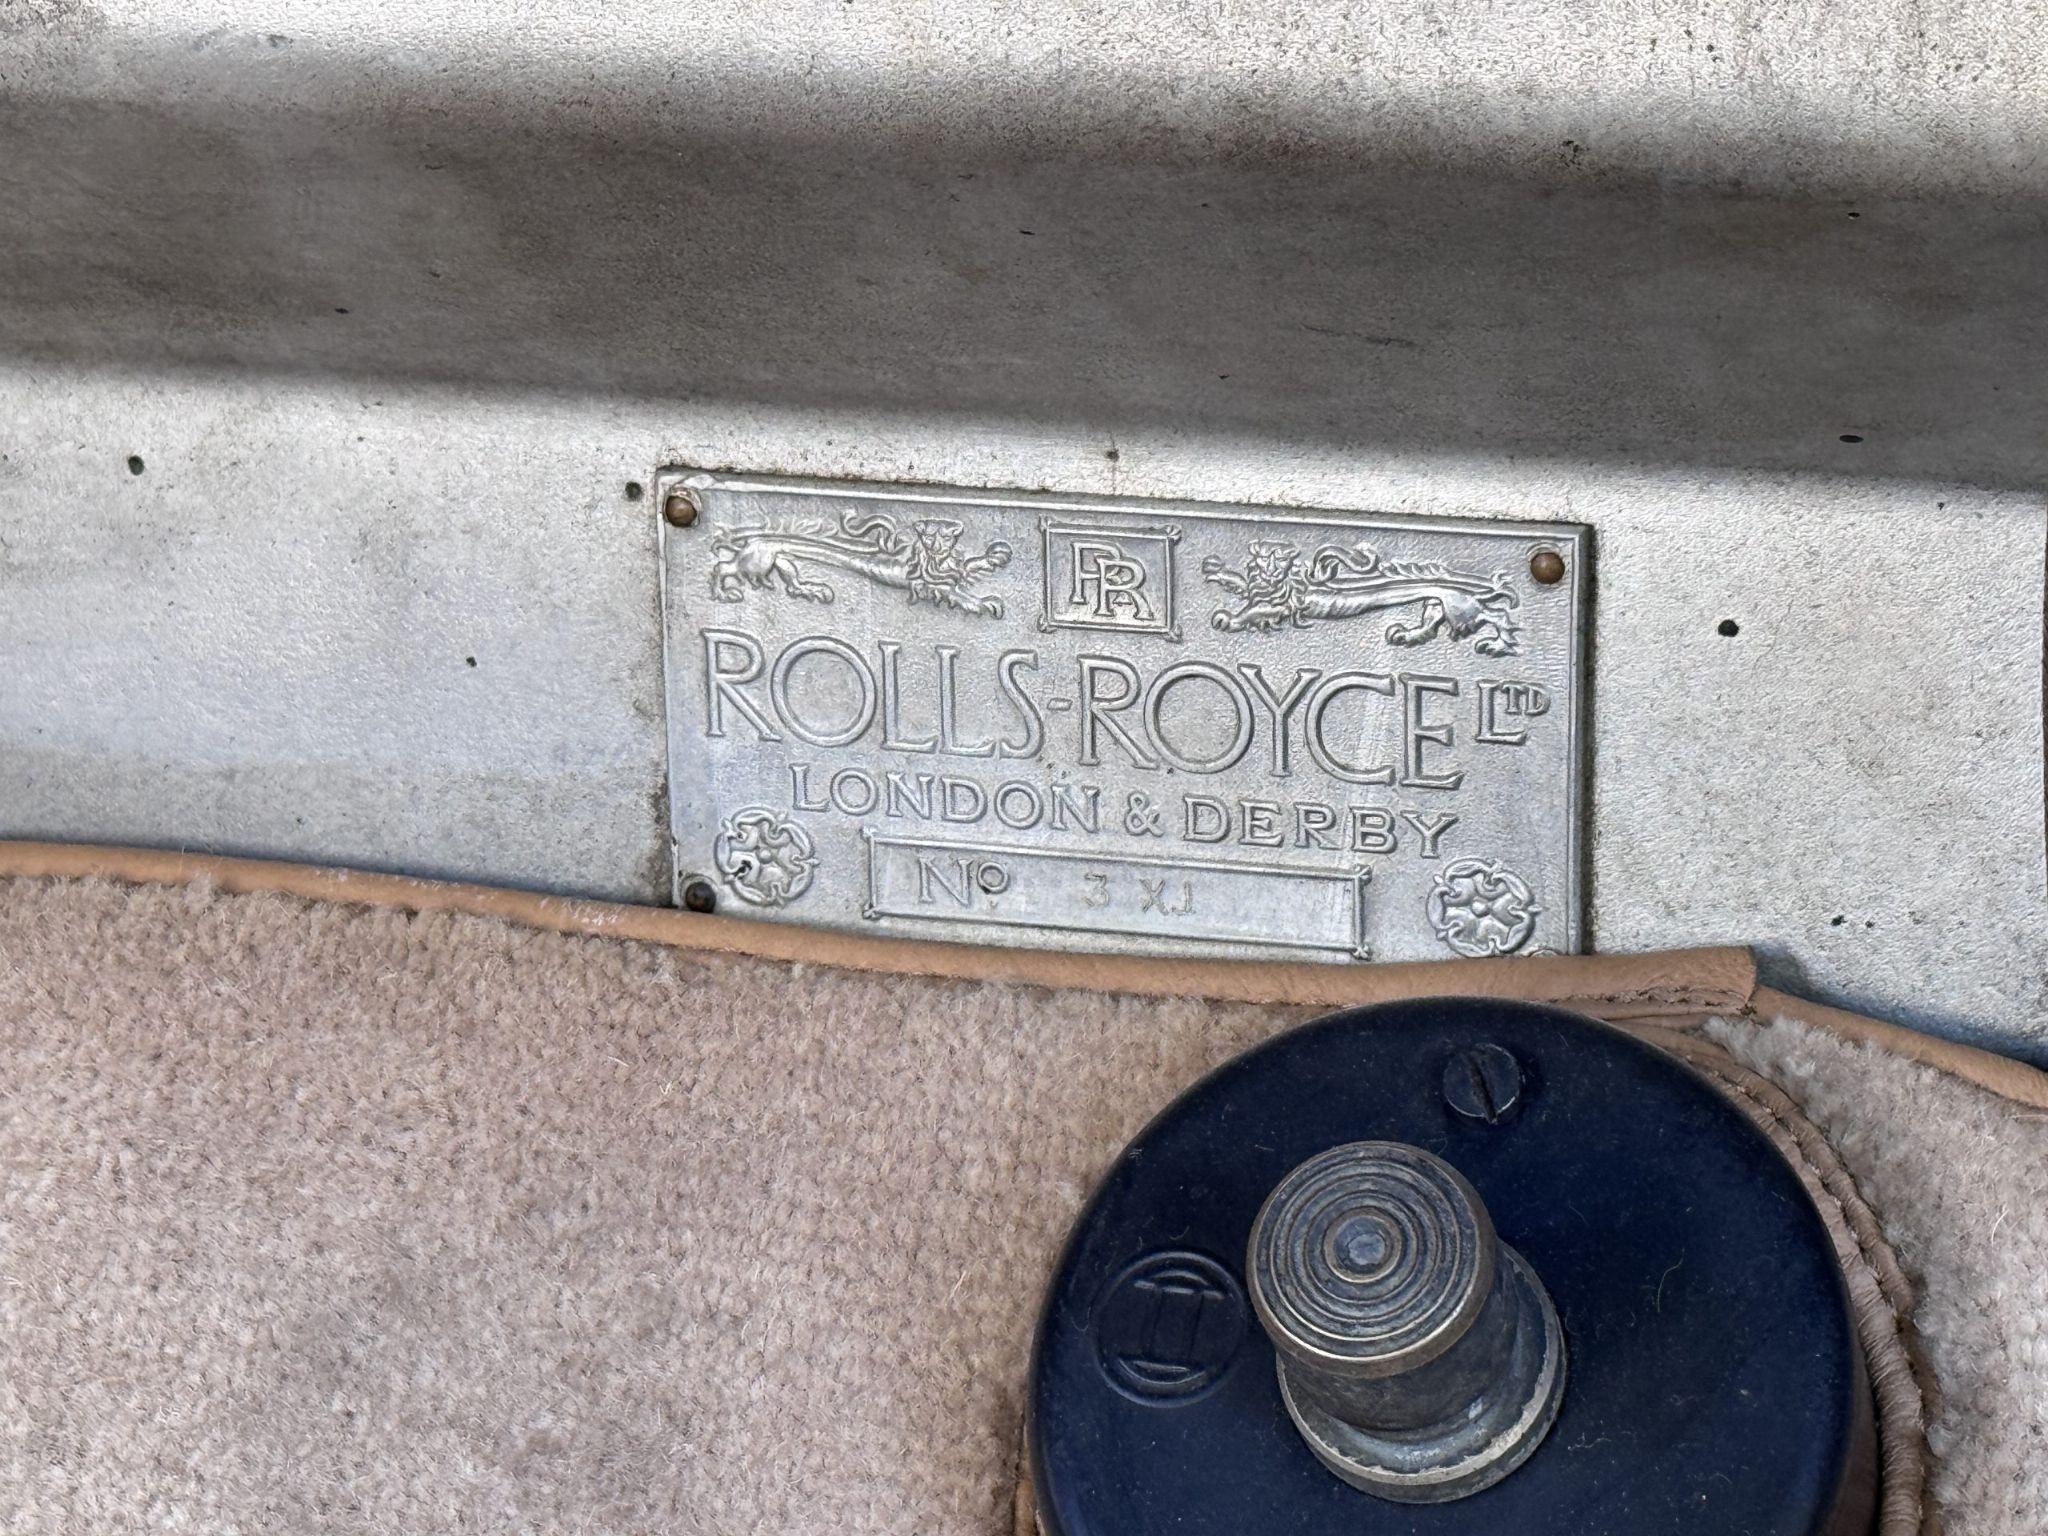 RR
ROLLS-ROYCE LTD
LONDON & DERBY
No. 3 XJ